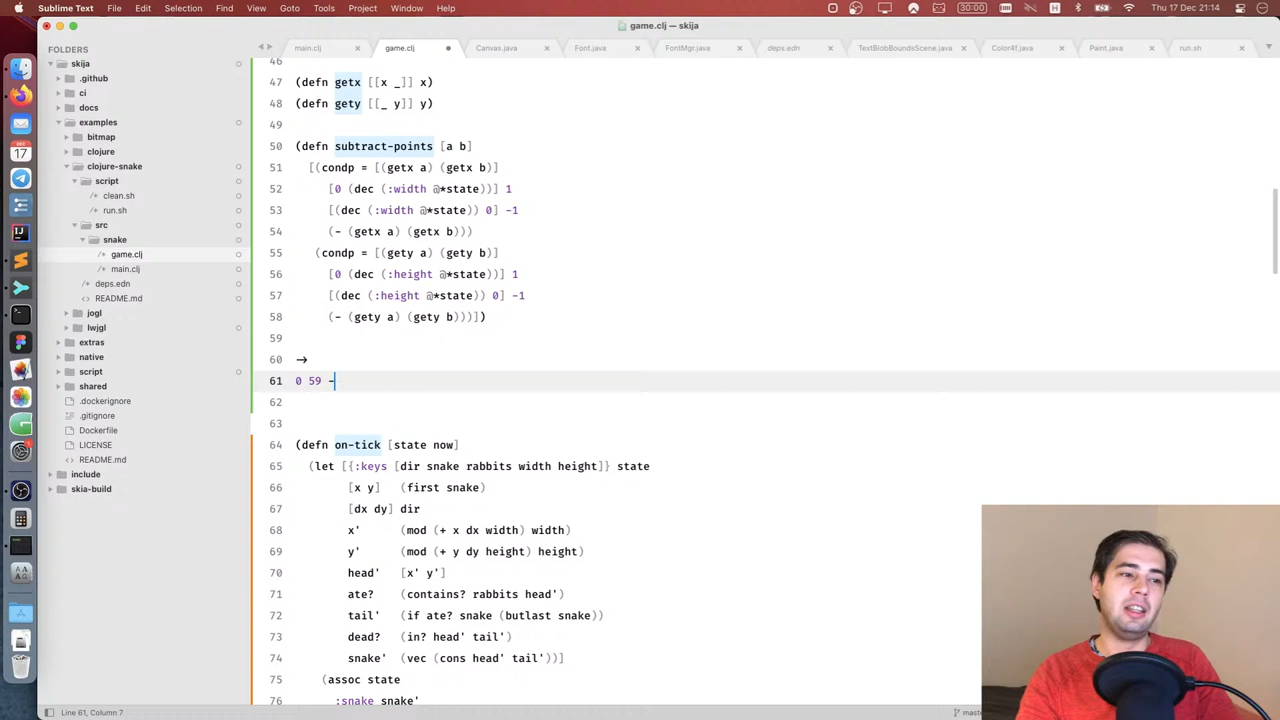 Sublime Text File Edit Selection Find View Goto Tools Project Window Help
Thu 17 Dec 21:14
game.clj — skija
FOLDERS
skija
.github
ci
docs
examples
bitmap
clojure
clojure-snake
script
clean.sh
run.sh
src
snake
game.clj
main.clj
deps.edn
README.md
jogl
lwjgl
extras
native
script
shared
.dockerignore
.gitignore
Dockerfile
LICENSE
README.md
include
skia-build
main.clj game.clj Canvas.java Font.java FontMgr.java deps.edn TextBlobBoundsScene.java Color4f.java Paint.java run.sh
46
47 (defn getx [[x _]] x)
48 (defn gety [[_ y]] y)
49
50 (defn subtract-points [a b]
51 [(condp = [(getx a) (getx b)]
52 [0 (dec (:width @*state))] 1
53 [(dec (:width @*state)) 0] -1
54 (- (getx a) (getx b)))
55 (condp = [(gety a) (gety b)]
56 [0 (dec (:height @*state))] 1
57 [(dec (:height @*state)) 0] -1
58 (- (gety a) (gety b)))])
59
60 →
61 0 59 -
62
63
64 (defn on-tick [state now]
65 (let [{:keys [dir snake rabbits width height]} state
66 [x y] (first snake)
67 [dx dy] dir
68 x' (mod (+ x dx width) width)
69 y' (mod (+ y dy height) height)
70 head' [x' y']
71 ate? (contains? rabbits head')
72 tail' (if ate? snake (butlast snake))
73 dead? (in? head' tail')
74 snake' (vec (cons head' tail'))]
75 (assoc state
76 :snake snake'
Line 61, Column 7